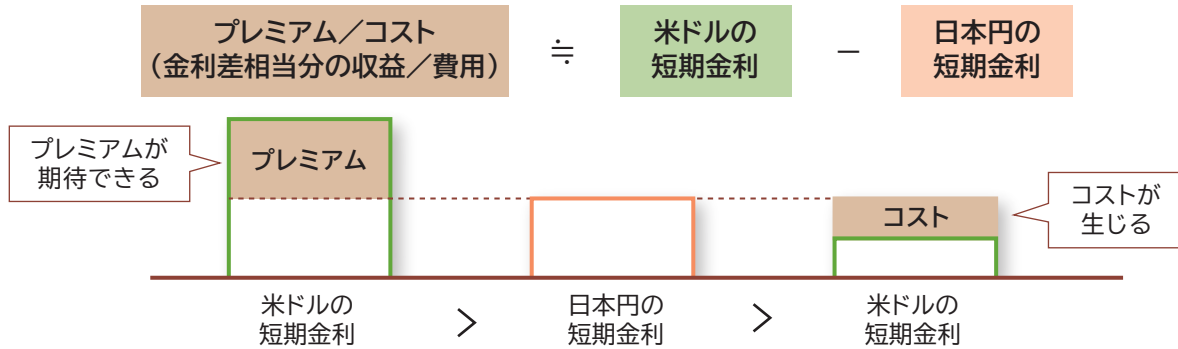 プレミアム／コスト
（金利差相当分の収益／費用）
≒
米ドルの
短期金利
−
日本円の
短期金利
プレミアムが
期待できる
プレミアム
コスト
コストが
生じる
米ドルの
短期金利
>
日本円の
短期金利
>
米ドルの
短期金利